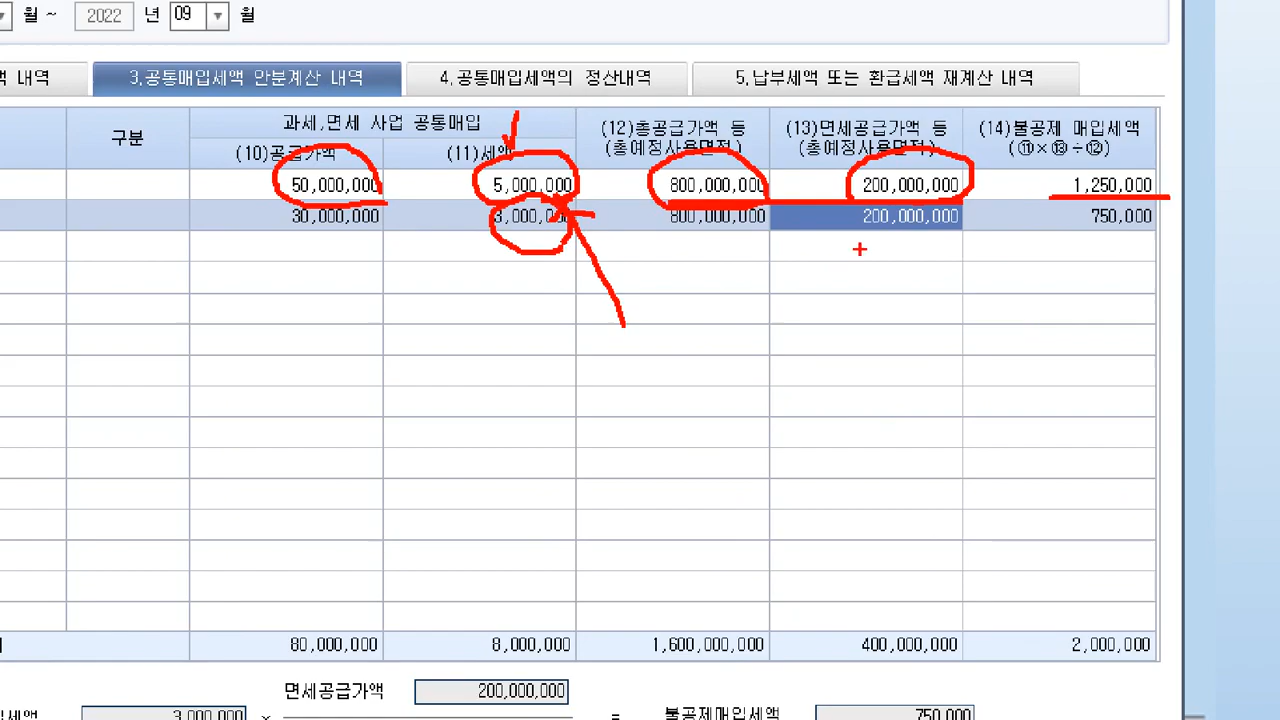 월 ~ 2022 년 09 월
내역 3.공통매입세액 안분계산 내역 4.공통매입세액의 정산내역 5.납부세액 또는 환급세액 재계산 내역
구분 과세,면세 사업 공통매입 (12)총공급가액 등 (13)면세공급가액 등 (14)불공제 매입세액
(10)공급가액 (11)세액 (총예정사용면적) (총예정사용면적) (⑪×⑬÷⑫)
50,000,000 5,000,000 800,000,000 200,000,000 1,250,000
30,000,000 3,000,000 800,000,000 200,000,000 750,000
80,000,000 8,000,000 1,600,000,000 400,000,000 2,000,000
면세공급가액 200,000,000
3,000,000 × = 불공제매입세액 750,000